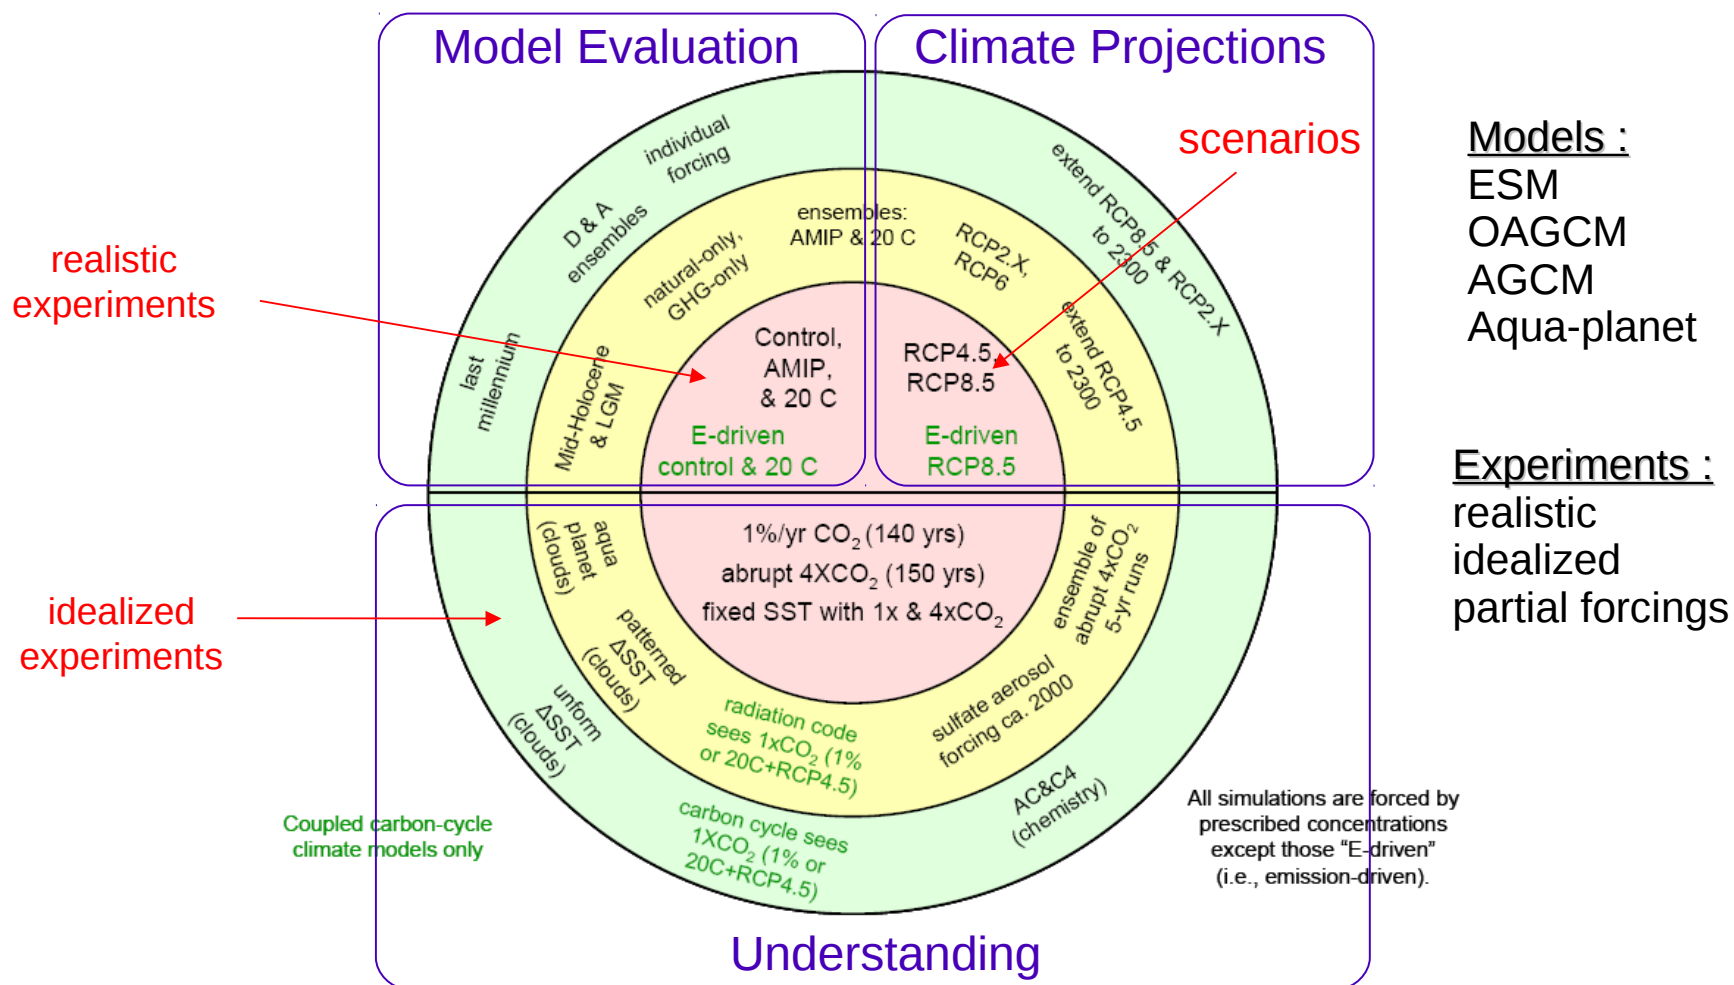 Model Evaluation
Climate Projections
scenarios
realistic
experiments
idealized
experiments
individual
forcing
D & A
ensembles
last
millennium
extend RCP8.5 & RCP2.X
to 2300
natural-only,
GHG-only
ensembles:
AMIP & 20 C
RCP2.X,
RCP6
extend RCP4.5
to 2300
Mid-Holocene
& LGM
Control,
AMIP,
& 20 C
E-driven
control & 20 C
RCP4.5,
RCP8.5
E-driven
RCP8.5
1%/yr CO₂ (140 yrs)
abrupt 4XCO₂ (150 yrs)
fixed SST with 1x & 4xCO₂
aqua
planet
(clouds)
patterned
ΔSST
(clouds)
uniform
ΔSST
(clouds)
radiation code
sees 1xCO₂ (1%
or 20C+RCP4.5)
carbon cycle sees
1XCO₂ (1% or
20C+RCP4.5)
ensemble of
abrupt 4xCO₂
5-yr runs
sulfate aerosol
forcing ca. 2000
AC&C4
(chemistry)
Coupled carbon-cycle
climate models only
All simulations are forced by
prescribed concentrations
except those “E-driven”
(i.e., emission-driven).
Understanding
Models :
ESM
OAGCM
AGCM
Aqua-planet
Experiments :
realistic
idealized
partial forcings